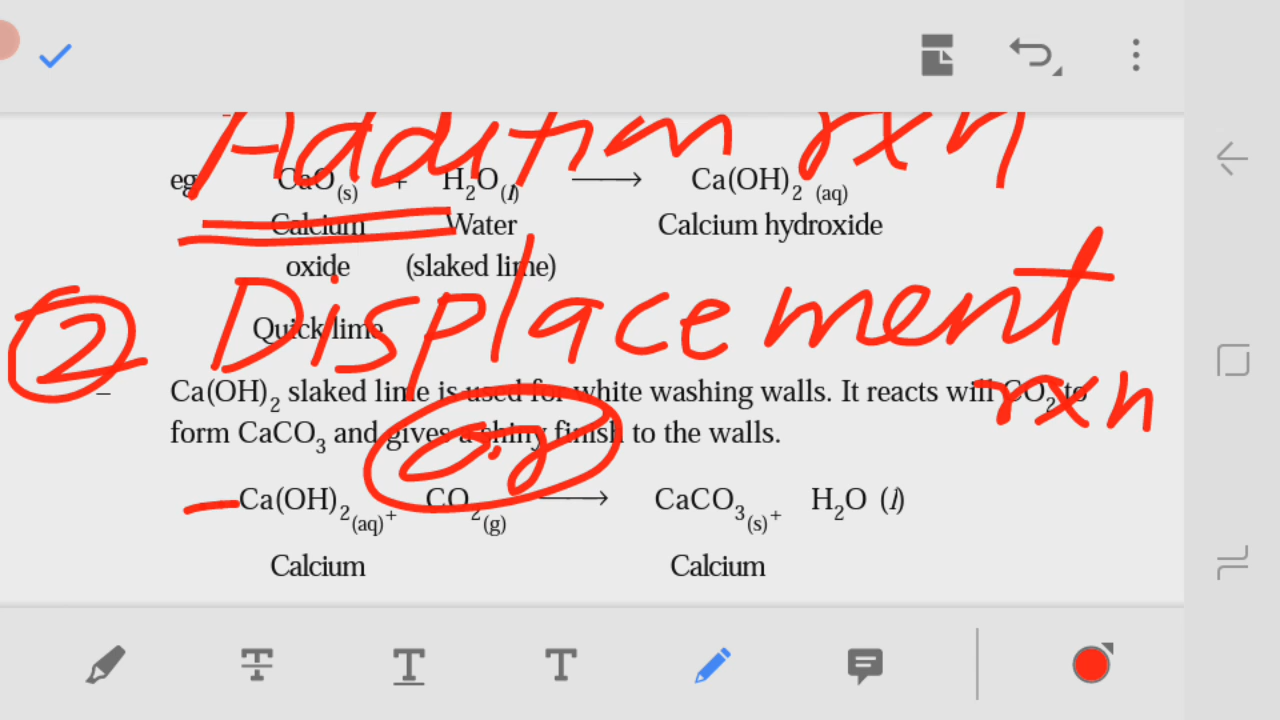 Addition rxn
eg CaO(s) + H₂O(l) ⟶ Ca(OH)₂ (aq)
Calcium Water Calcium hydroxide
oxide (slaked lime)
② Displacement rxn
Quick lime
– Ca(OH)₂ slaked lime is used for white washing walls. It reacts will CO₂ to
form CaCO₃ and gives a shiny finish to the walls.
e.g
Ca(OH)₂(aq)+ CO₂(g) ⟶ CaCO₃(s)+ H₂O (l)
Calcium Calcium